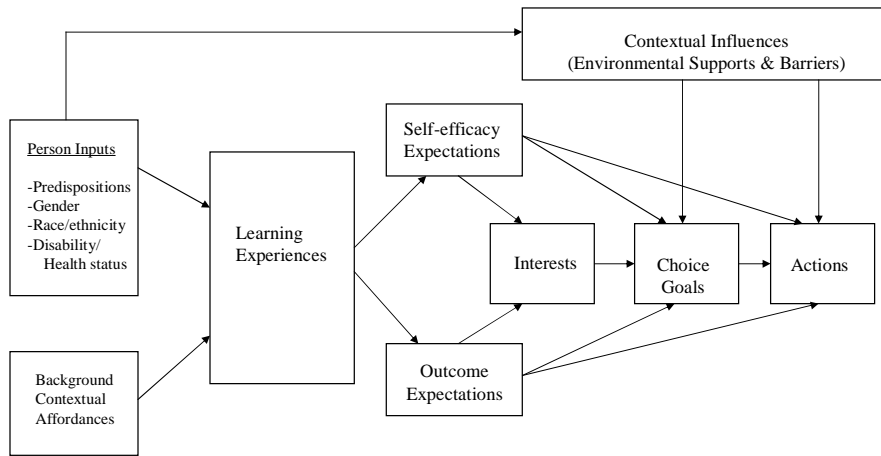 Contextual Influences
(Environmental Supports & Barriers)
Person Inputs
-Predispositions
-Gender
-Race/ethnicity
-Disability/
Health status
Background
Contextual
Affordances
Learning
Experiences
Self-efficacy
Expectations
Outcome
Expectations
Interests
Choice
Goals
Actions